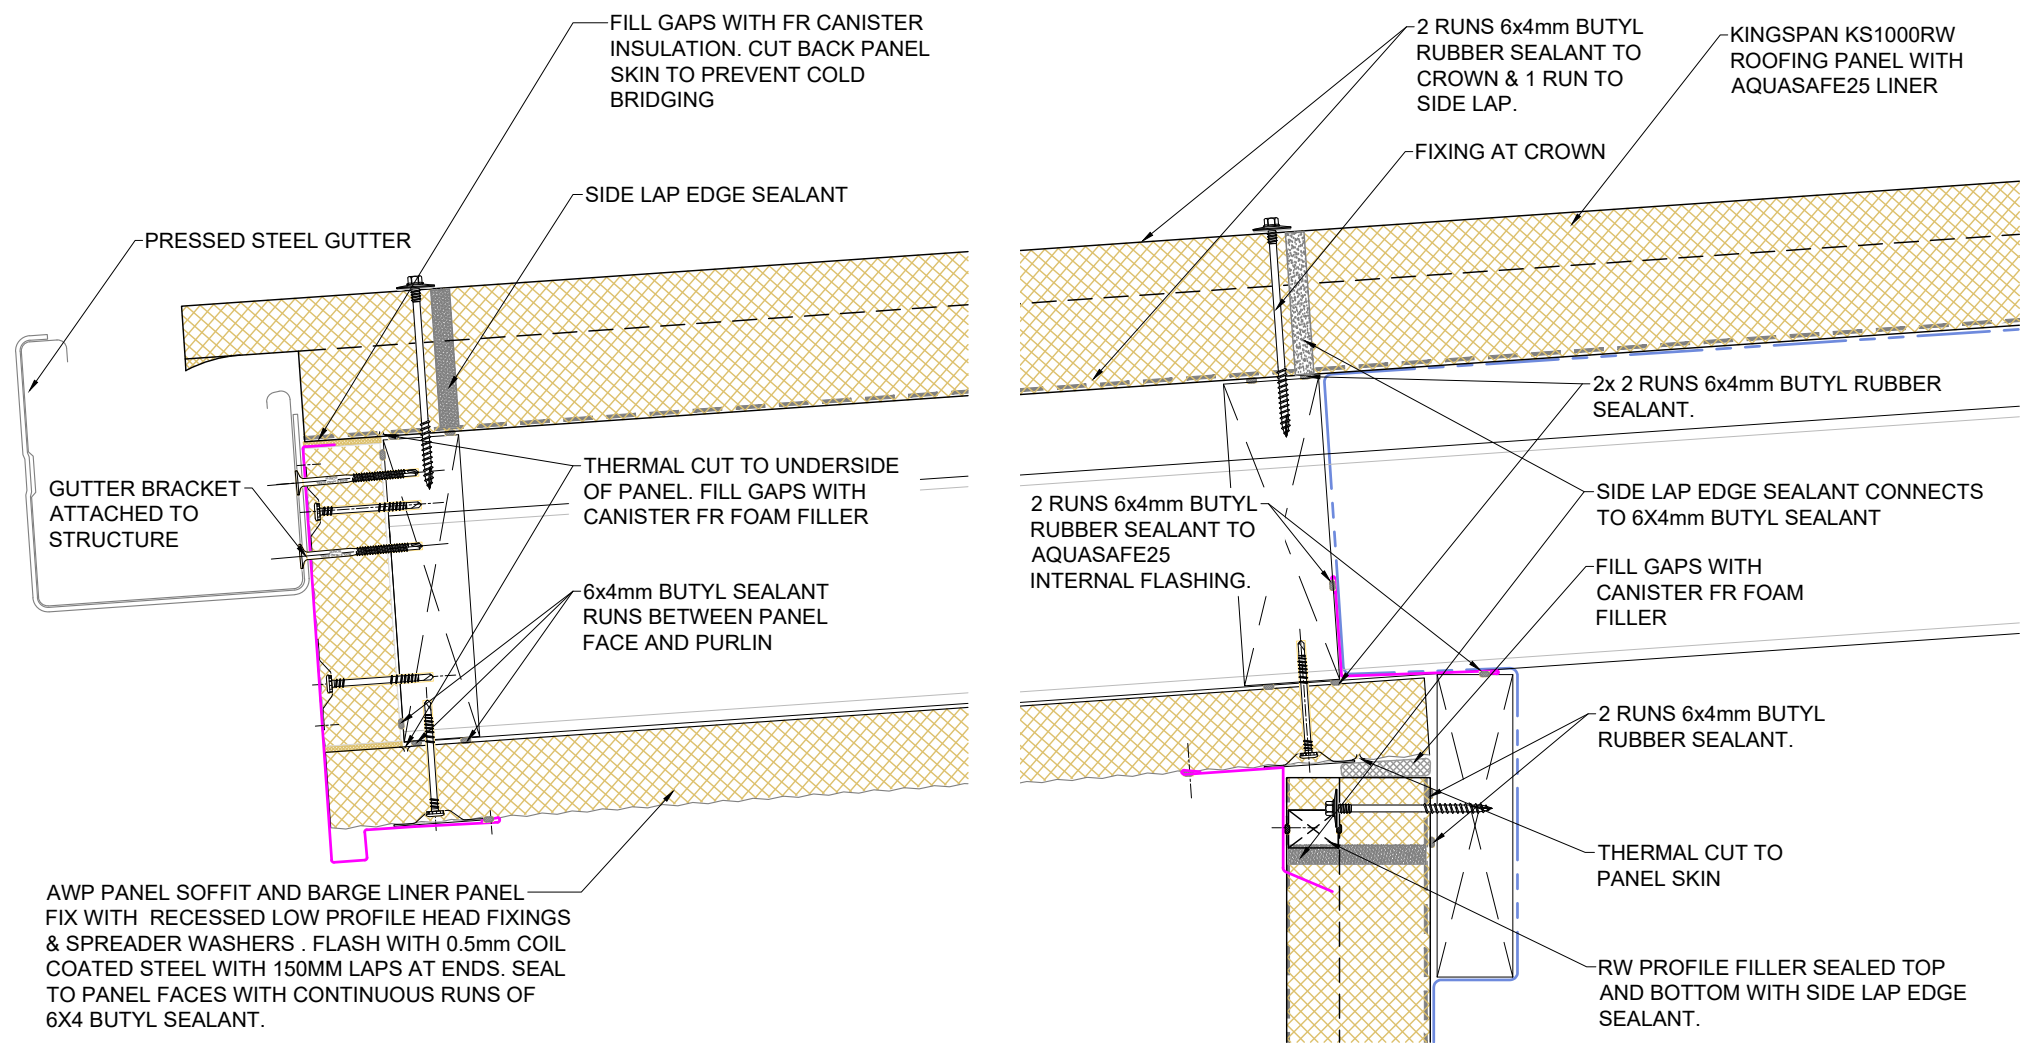 FILL GAPS WITH FR CANISTER
INSULATION. CUT BACK PANEL
SKIN TO PREVENT COLD
BRIDGING
SIDE LAP EDGE SEALANT
PRESSED STEEL GUTTER
GUTTER BRACKET
ATTACHED TO
STRUCTURE
THERMAL CUT TO UNDERSIDE
OF PANEL. FILL GAPS WITH
CANISTER FR FOAM FILLER
6x4mm BUTYL SEALANT
RUNS BETWEEN PANEL
FACE AND PURLIN
AWP PANEL SOFFIT AND BARGE LINER PANEL
FIX WITH  RECESSED LOW PROFILE HEAD FIXINGS
& SPREADER WASHERS . FLASH WITH 0.5mm COIL
COATED STEEL WITH 150MM LAPS AT ENDS. SEAL
TO PANEL FACES WITH CONTINUOUS RUNS OF
6X4 BUTYL SEALANT.
2 RUNS 6x4mm BUTYL
RUBBER SEALANT TO
CROWN & 1 RUN TO
SIDE LAP.
KINGSPAN KS1000RW
ROOFING PANEL WITH
AQUASAFE25 LINER
FIXING AT CROWN
2x 2 RUNS 6x4mm BUTYL RUBBER
SEALANT.
2 RUNS 6x4mm BUTYL
RUBBER SEALANT TO
AQUASAFE25
INTERNAL FLASHING.
SIDE LAP EDGE SEALANT CONNECTS
TO 6X4mm BUTYL SEALANT
FILL GAPS WITH
CANISTER FR FOAM
FILLER
2 RUNS 6x4mm BUTYL
RUBBER SEALANT.
THERMAL CUT TO
PANEL SKIN
RW PROFILE FILLER SEALED TOP
AND BOTTOM WITH SIDE LAP EDGE
SEALANT.